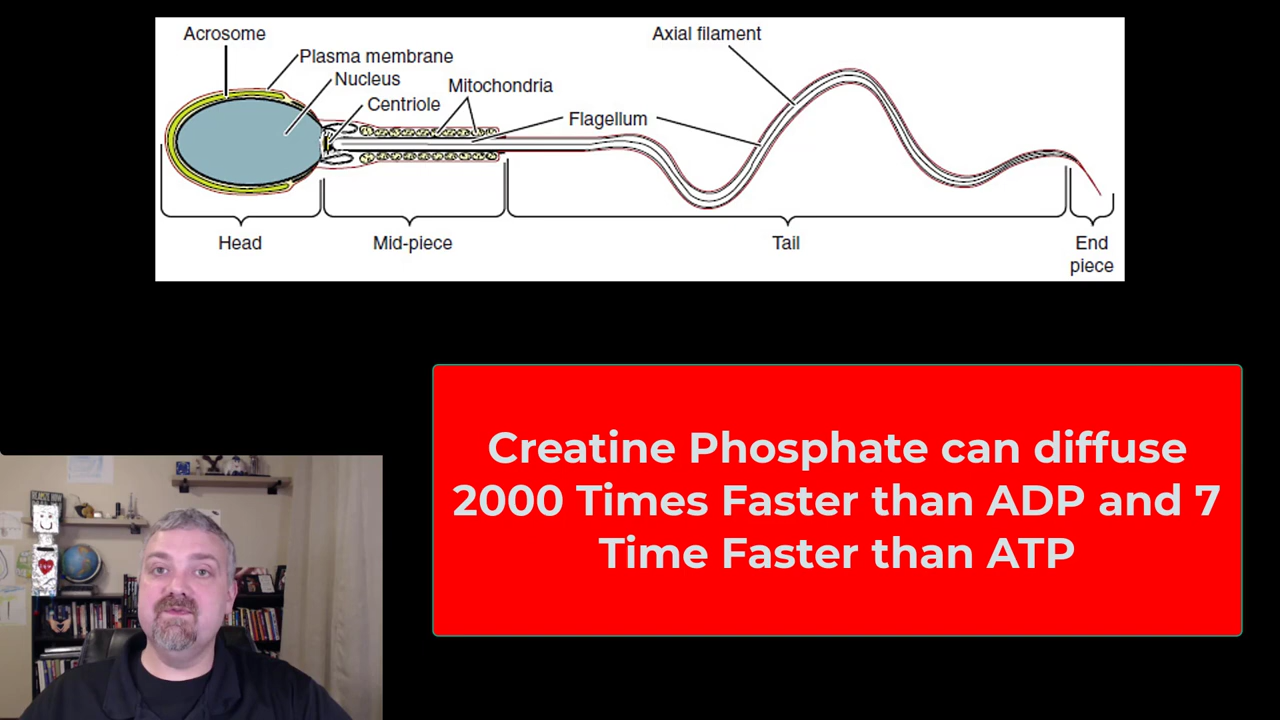 Acrosome
Axial filament
Plasma membrane
Nucleus
Mitochondria
Centriole
Flagellum
Head
Mid-piece
Tail
End
piece
Creatine Phosphate can diffuse
2000 Times Faster than ADP and 7
Time Faster than ATP